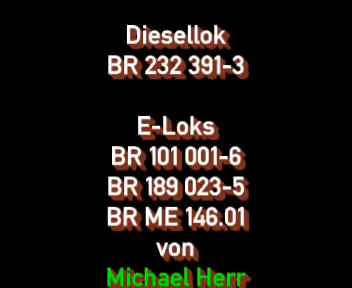 Diesellok
BR 232 391-3
E-Loks
BR 101 001-6
BR 189 023-5
BR ME 146.01
von
Michael Herr